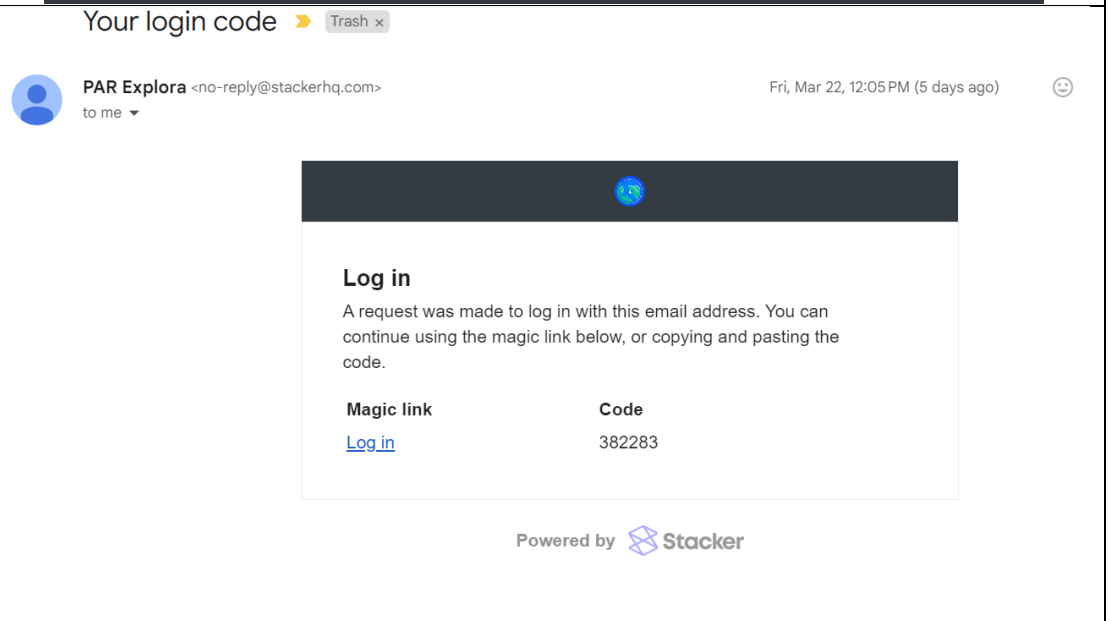 Your login code
Trash ×
PAR Explora <no-reply@stackerhq.com>
Fri, Mar 22, 12:05 PM (5 days ago)
to me
Log in
A request was made to log in with this email address. You can
continue using the magic link below, or copying and pasting the
code.
Magic link
Code
Log in
382283
Powered by Stacker